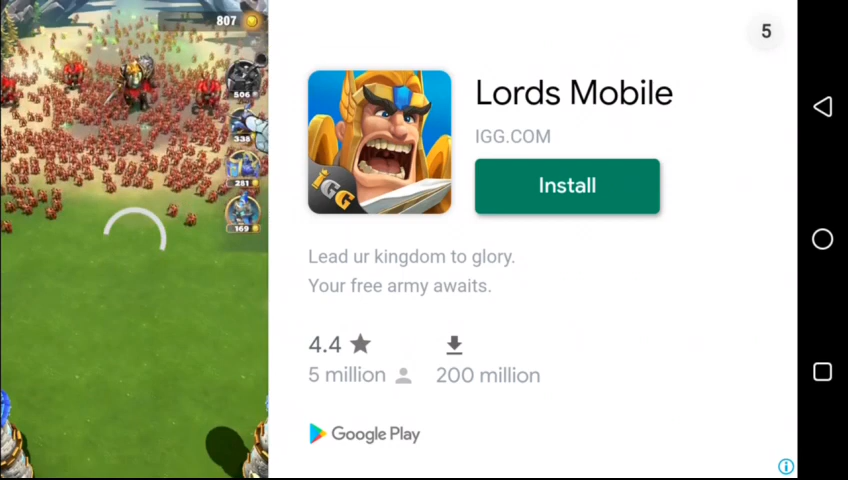 807
506
338
281
169
5
IGG
Lords Mobile
IGG.COM
Install
Lead ur kingdom to glory.
Your free army awaits.
4.4
5 million
200 million
Google Play